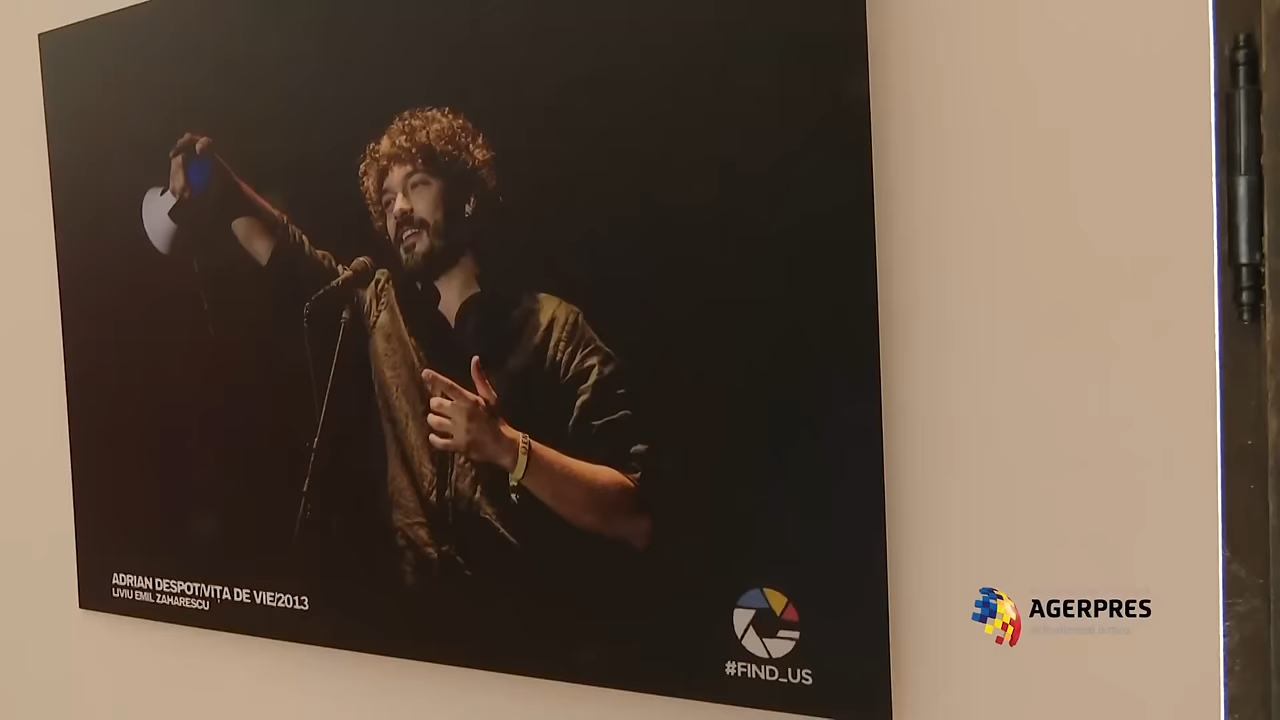 ADRIAN DESPOT/VIȚA DE VIE/2013
LIVIU EMIL ZAHARESCU
#FIND_US
AGERPRES